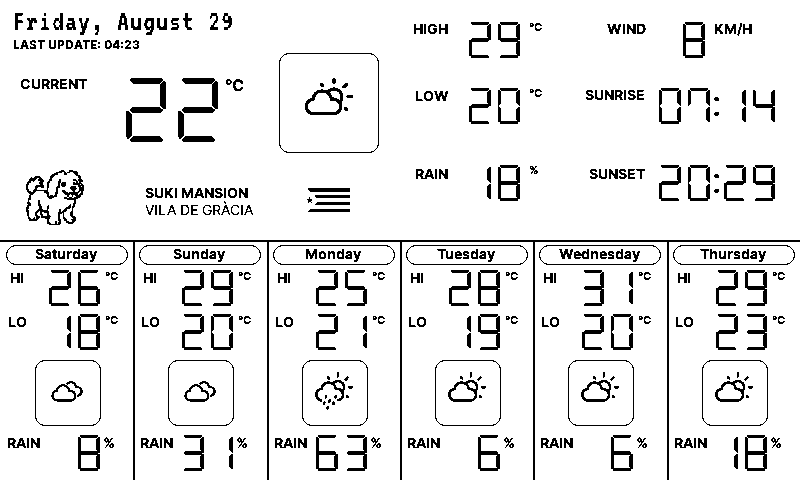 Friday, August 29
LAST UPDATE: 04:23
CURRENT 22 °C
SUKI MANSION
VILA DE GRÀCIA
HIGH 29 °C
LOW 20 °C
RAIN 18 %
WIND 8 KM/H
SUNRISE 07:14
SUNSET 20:29
Saturday
HI 26 °C
LO 18 °C
RAIN 8 %
Sunday
HI 29 °C
LO 20 °C
RAIN 31 %
Monday
HI 25 °C
LO 21 °C
RAIN 63 %
Tuesday
HI 28 °C
LO 19 °C
RAIN 6 %
Wednesday
HI 31 °C
LO 20 °C
RAIN 6 %
Thursday
HI 29 °C
LO 23 °C
RAIN 18 %